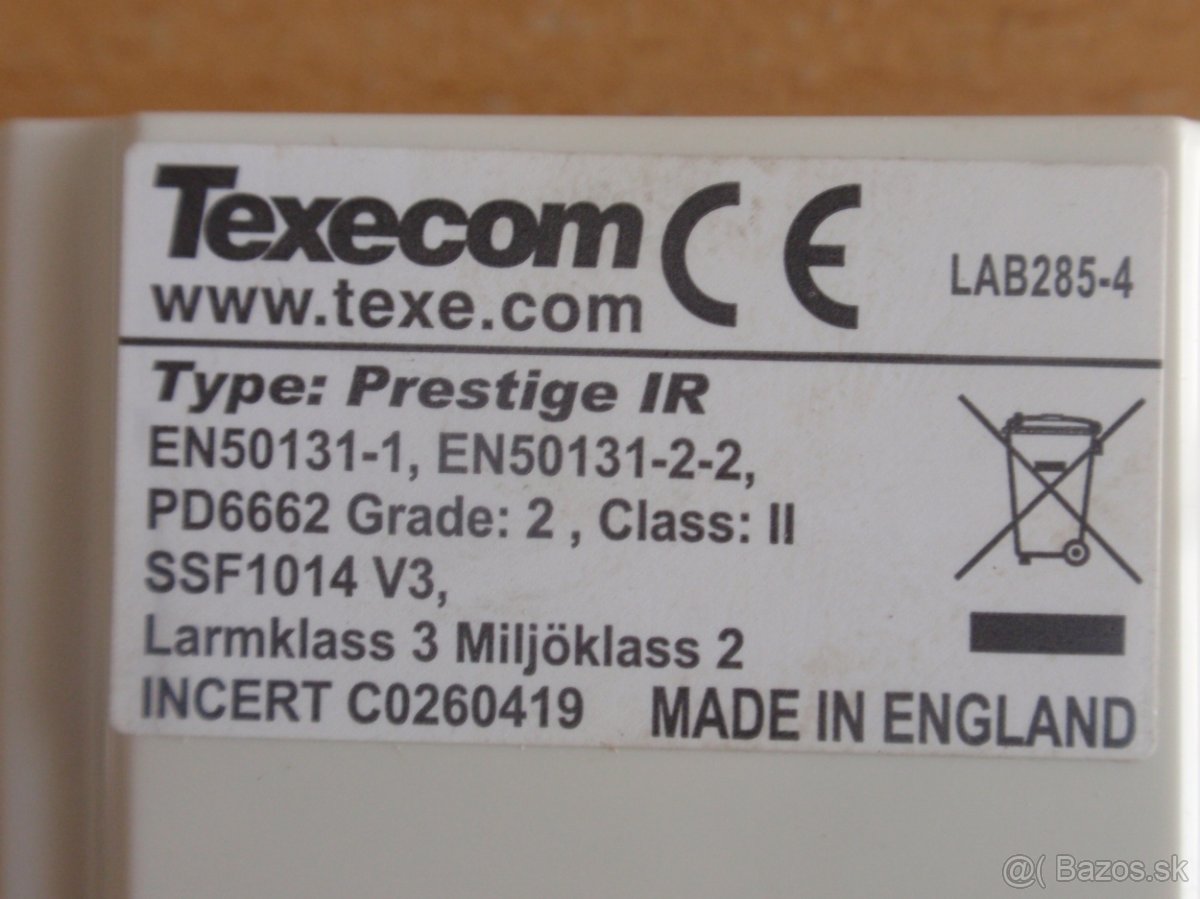 Texecom CE
www.texe.com
LAB285-4
Type: Prestige IR
EN50131-1, EN50131-2-2,
PD6662 Grade: 2 , Class: II
SSF1014 V3,
Larmklass 3 Miljöklass 2
INCERT C0260419
MADE IN ENGLAND
@( Bazos.sk